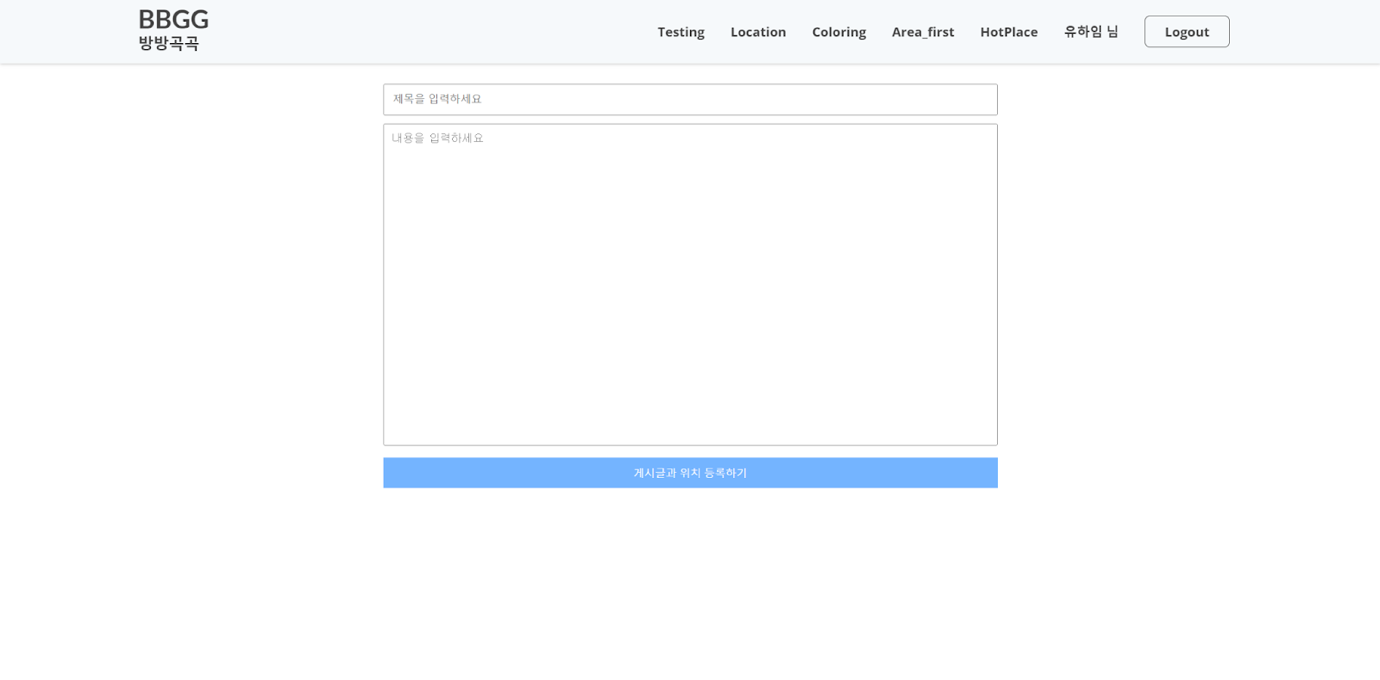 BBGG
방방곡곡
Testing Location Coloring Area_first HotPlace 유하임 님 Logout
제목을 입력하세요
내용을 입력하세요
게시글과 위치 등록하기